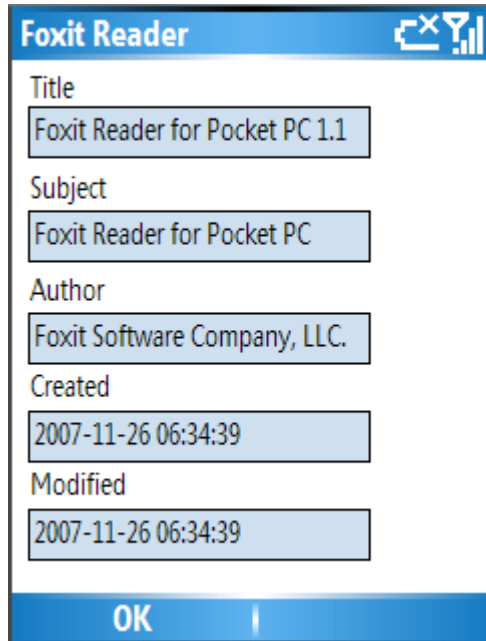 Foxit Reader
Title
Foxit Reader for Pocket PC 1.1
Subject
Foxit Reader for Pocket PC
Author
Foxit Software Company, LLC.
Created
2007-11-26 06:34:39
Modified
2007-11-26 06:34:39
OK